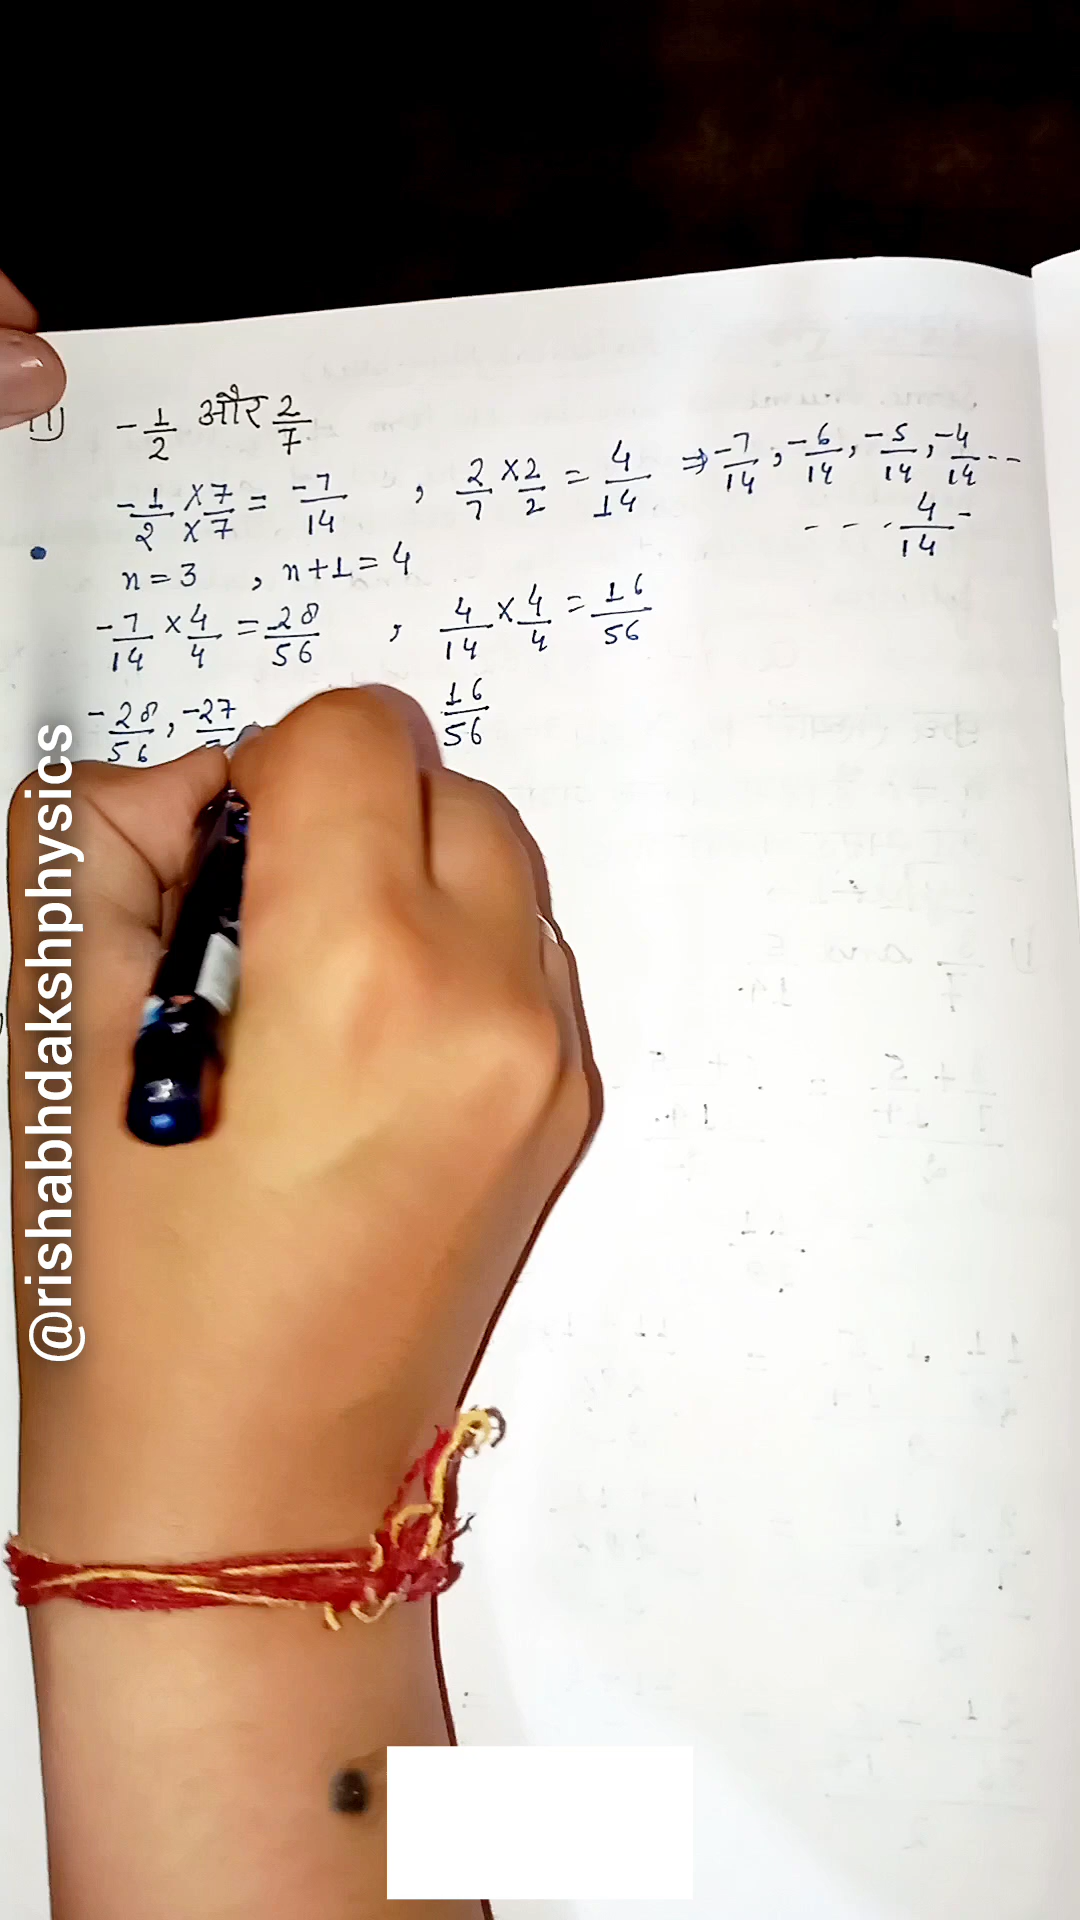 11) -1/2 और 2/7
-1/2 ×7/×7 = -7/14 , 2/7 ×2/2 = 4/14 ⇒ -7/14, -6/14, -5/14, -4/14 --
- - - 4/14 -
n = 3 , n+1 = 4
-7/14 × 4/4 = 28/56 , 4/14 × 4/4 = 16/56
-28/56, -27/ 16/56
@rishabhdakshphysics